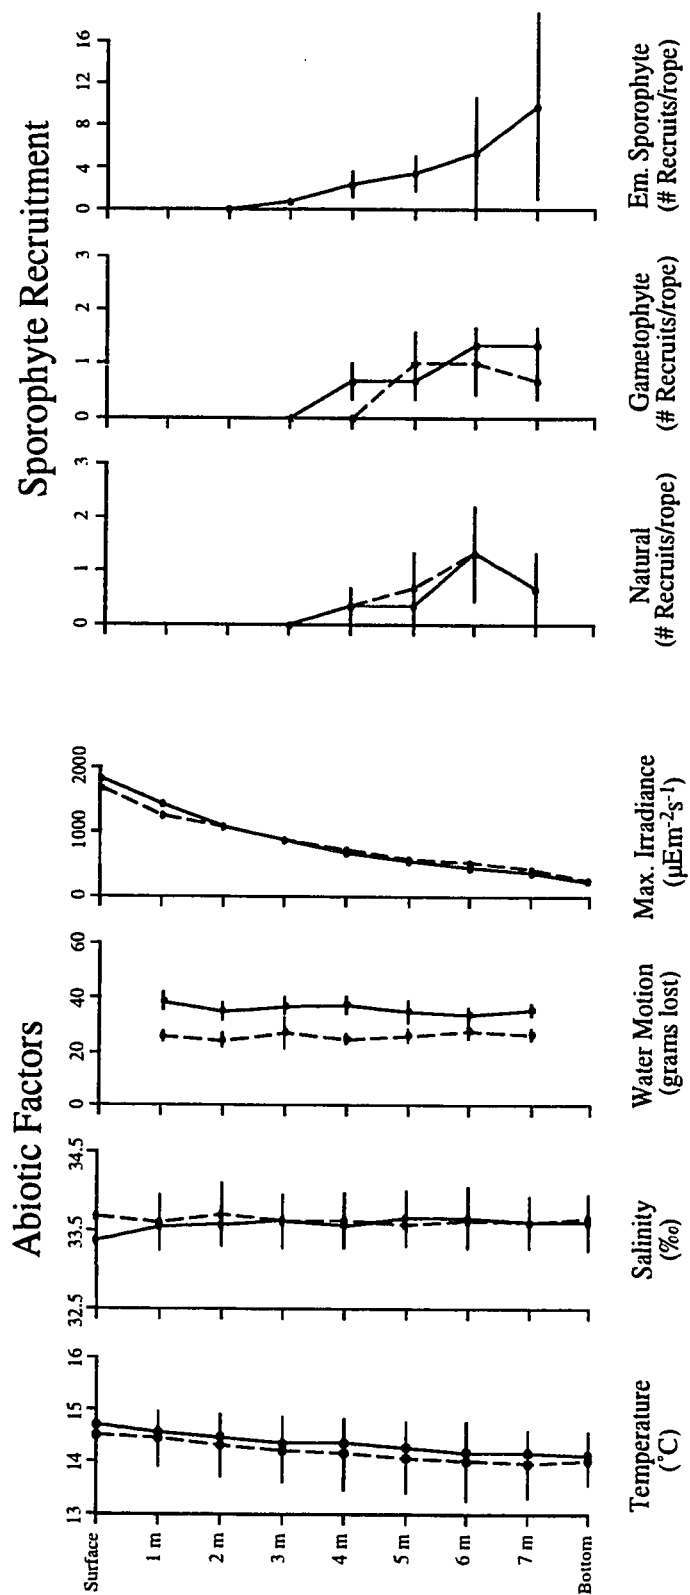 Sporophyte Recruitment
0 4 8 12 16
Em. Sporophyte
(# Recruits/rope)
0 1 2 3
Gametophyte
(# Recruits/rope)
0 1 2 3
Natural
(# Recruits/rope)
Abiotic Factors
0 1000 2000
Max. Irradiance
(µEm-2s-1)
0 20 40 60
Water Motion
(grams lost)
32.5 33.5 34.5
Salinity
(‰)
13 14 15 16
Temperature
(°C)
Surface
1 m
2 m
3 m
4 m
5 m
6 m
7 m
Bottom